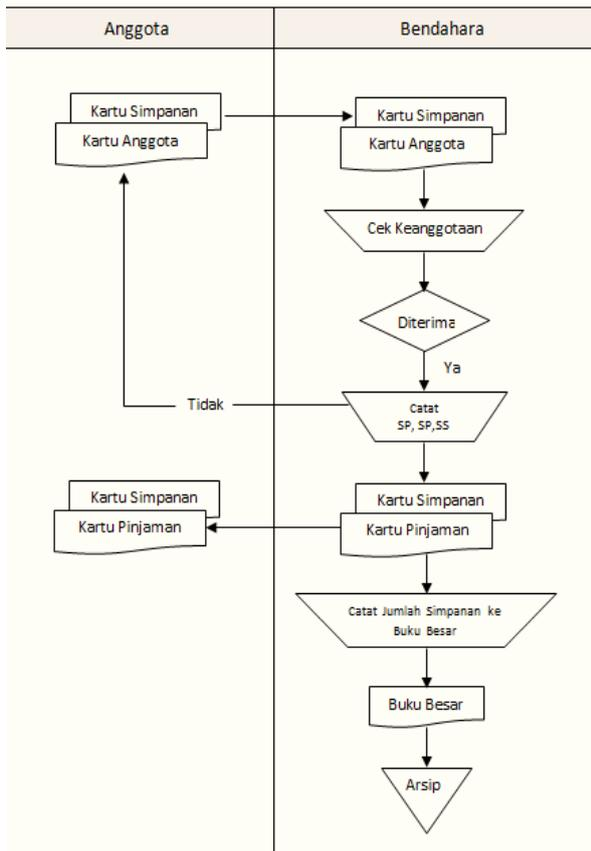 Anggota
Bendahara
Kartu Simpanan
Kartu Anggota
Kartu Simpanan
Kartu Anggota
Cek Keanggotaan
Diterima
Ya
Tidak
Catat
SP, SP,SS
Kartu Simpanan
Kartu Pinjaman
Kartu Simpanan
Kartu Pinjaman
Catat Jumlah Simpanan ke
Buku Besar
Buku Besar
Arsip